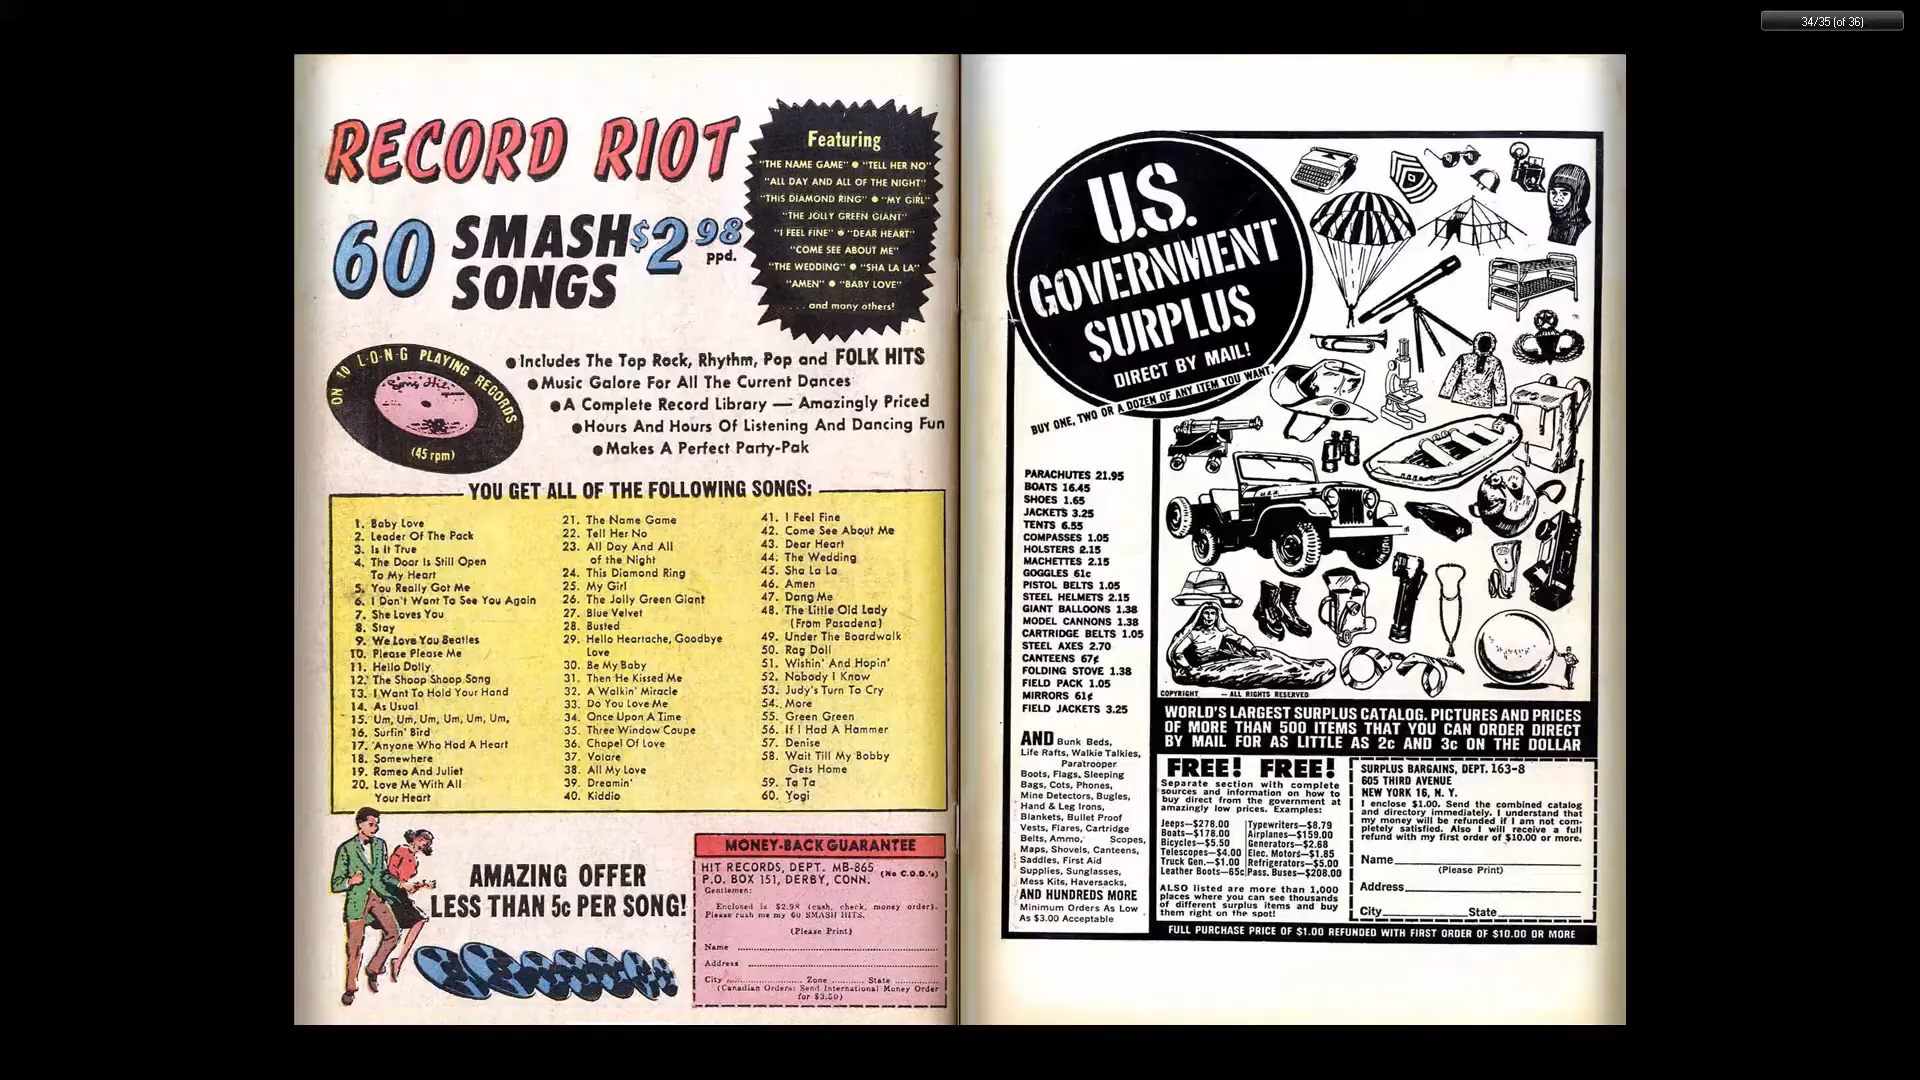 34/35 (of 36)
RECORD RIOT
60 SMASH SONGS $2.98 ppd.
Featuring
"THE NAME GAME" ● "TELL HER NO"
"ALL DAY AND ALL OF THE NIGHT"
"THIS DIAMOND RING" ● "MY GIRL"
"THE JOLLY GREEN GIANT"
"I FEEL FINE" ● "DEAR HEART"
"COME SEE ABOUT ME"
"THE WEDDING" ● "SHA LA LA"
"AMEN" ● "BABY LOVE"
. . . . and many others!
ON 10 L-O-N-G PLAYING RECORDS
Song Hits
(45 rpm)
● Includes The Top Rock, Rhythm, Pop and FOLK HITS
● Music Galore For All The Current Dances
● A Complete Record Library — Amazingly Priced
● Hours And Hours Of Listening And Dancing Fun
● Makes A Perfect Party-Pak
YOU GET ALL OF THE FOLLOWING SONGS:
1. Baby Love
2. Leader Of The Pack
3. Is It True
4. The Door Is Still Open
To My Heart
5. You Really Got Me
6. I Don't Want To See You Again
7. She Loves You
8. Stay
9. We Love You Beatles
10. Please Please Me
11. Hello Dolly
12. The Shoop Shoop Song
13. I Want To Hold Your Hand
14. As Usual
15. Um, Um, Um, Um, Um, Um,
16. Surfin' Bird
17. Anyone Who Had A Heart
18. Somewhere
19. Romeo And Juliet
20. Love Me With All
Your Heart
21. The Name Game
22. Tell Her No
23. All Day And All
of the Night
24. This Diamond Ring
25. My Girl
26. The Jolly Green Giant
27. Blue Velvet
28. Busted
29. Hello Heartache, Goodbye
Love
30. Be My Baby
31. Then He Kissed Me
32. A Walkin' Miracle
33. Do You Love Me
34. Once Upon A Time
35. Three Window Coupe
36. Chapel Of Love
37. Volare
38. All My Love
39. Dreamin'
40. Kiddio
41. I Feel Fine
42. Come See About Me
43. Dear Heart
44. The Wedding
45. Sha La La
46. Amen
47. Dang Me
48. The Little Old Lady
(From Pasadena)
49. Under The Boardwalk
50. Rag Doll
51. Wishin' And Hopin'
52. Nobody I Know
53. Judy's Turn To Cry
54. More
55. Green Green
56. If I Had A Hammer
57. Denise
58. Wait Till My Bobby
Gets Home
59. Ta Ta
60. Yogi
AMAZING OFFER
LESS THAN 5c PER SONG!
MONEY-BACK GUARANTEE
HIT RECORDS, DEPT. MB-865
P.O. BOX 151, DERBY, CONN. (No C.O.D.'s)
Gentlemen:
Enclosed is $2.98 (cash, check, money order).
Please rush me my 60 SMASH HITS.
(Please Print)
Name
Address
City Zone State
(Canadian Orders: Send International Money Order
for $3.50)
U.S.
GOVERNMENT
SURPLUS
DIRECT BY MAIL!
BUY ONE, TWO OR A DOZEN OF ANY ITEM YOU WANT.
PARACHUTES 21.95
BOATS 16.45
SHOES 1.65
JACKETS 3.25
TENTS 6.55
COMPASSES 1.05
HOLSTERS 2.15
MACHETTES 2.15
GOGGLES 61c
PISTOL BELTS 1.05
STEEL HELMETS 2.15
GIANT BALLOONS 1.38
MODEL CANNONS 1.38
CARTRIDGE BELTS 1.05
STEEL AXES 2.70
CANTEENS 67¢
FOLDING STOVE 1.38
FIELD PACK 1.05
MIRRORS 61¢
FIELD JACKETS 3.25
AND Bunk Beds,
Life Rafts, Walkie Talkies,
Paratrooper
Boots, Flags, Sleeping
Bags, Cots, Phones,
Mine Detectors, Bugles,
Hand & Leg Irons,
Blankets, Bullet Proof
Vests, Flares, Cartridge
Belts, Ammo, Scopes,
Maps, Shovels, Canteens,
Saddles, First Aid
Supplies, Sunglasses,
Mess Kits, Haversacks,
AND HUNDREDS MORE
Minimum Orders As Low
As $3.00 Acceptable
COPYRIGHT — ALL RIGHTS RESERVED
WORLD'S LARGEST SURPLUS CATALOG. PICTURES AND PRICES
OF MORE THAN 500 ITEMS THAT YOU CAN ORDER DIRECT
BY MAIL FOR AS LITTLE AS 2c AND 3c ON THE DOLLAR
FREE! FREE!
Separate section with complete
sources and information on how to
buy direct from the government at
amazingly low prices. Examples:
Jeeps—$278.00
Boats—$178.00
Bicycles—$5.50
Telescopes—$4.00
Truck Gen.—$1.00
Leather Boots—65c
Typewriters—$8.79
Airplanes—$159.00
Generators—$2.68
Elec. Motors—$1.85
Refrigerators—$5.00
Pass. Buses—$208.00
ALSO listed are more than 1,000
places where you can see thousands
of different surplus items and buy
them right on the spot!
SURPLUS BARGAINS, DEPT. 163-8
605 THIRD AVENUE
NEW YORK 16, N. Y.
I enclose $1.00. Send the combined catalog
and directory immediately. I understand that
my money will be refunded if I am not com-
pletely satisfied. Also I will receive a full
refund with my first order of $10.00 or more.
Name
(Please Print)
Address
City State
FULL PURCHASE PRICE OF $1.00 REFUNDED WITH FIRST ORDER OF $10.00 OR MORE